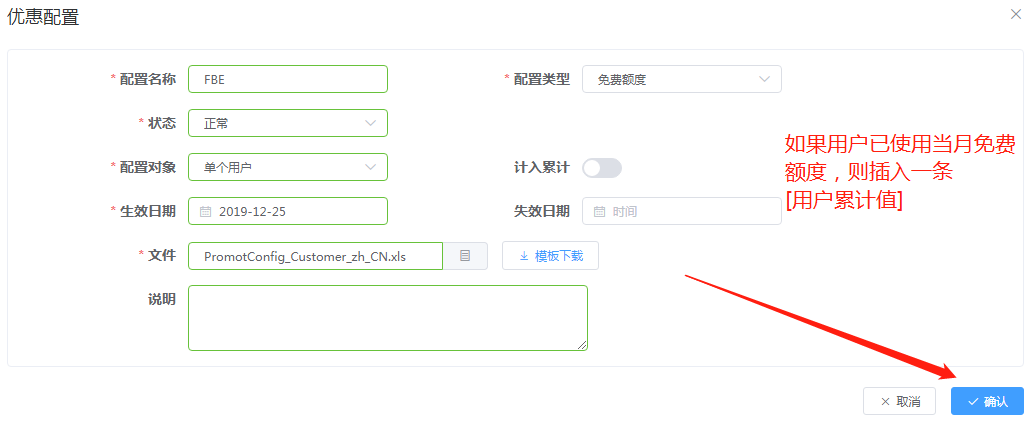 优惠配置
* 配置名称 FBE * 配置类型 免费额度
* 状态 正常
* 配置对象 单个用户 计入累计
* 生效日期 2019-12-25 失效日期 时间
* 文件 PromotConfig_Customer_zh_CN.xls 模板下载
说明
如果用户已使用当月免费
额度，则插入一条
[用户累计值]
取消 确认